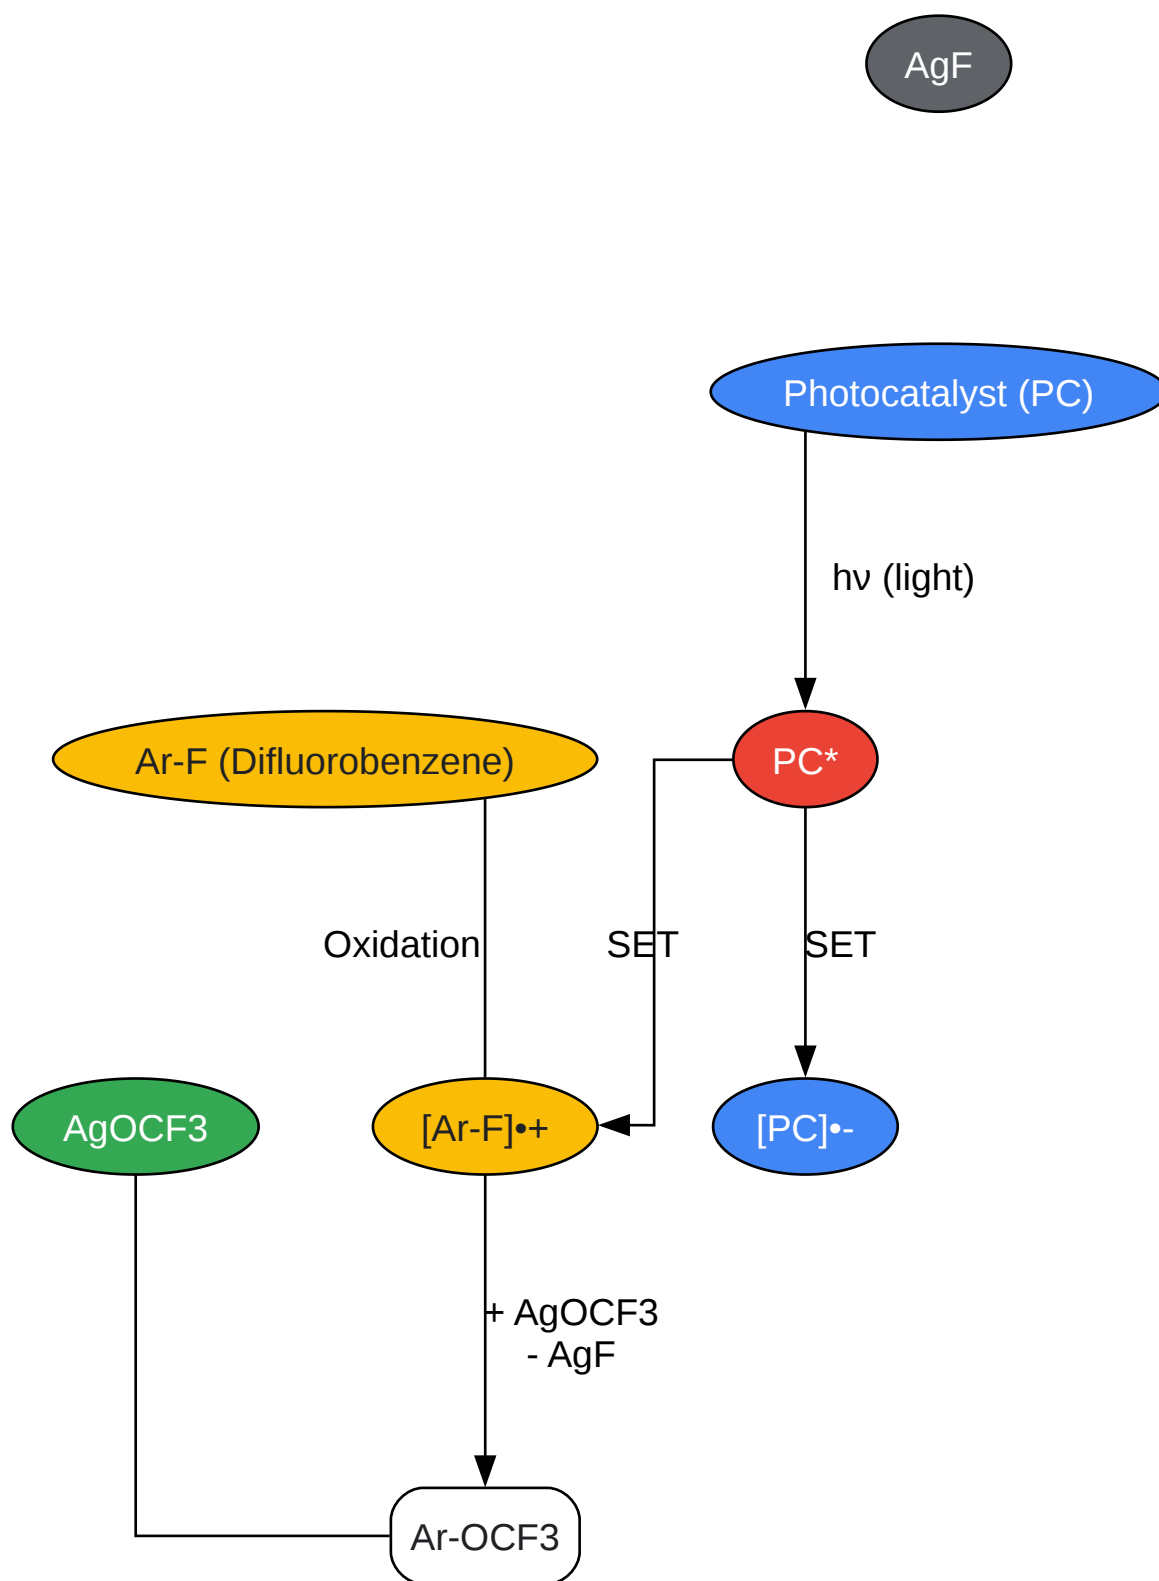 AgF
Photocatalyst (PC)
hν (light)
Ar-F (Difluorobenzene)
PC*
Oxidation
SET
SET
AgOCF3
[Ar-F]•+
[PC]•-
+ AgOCF3
- AgF
Ar-OCF3